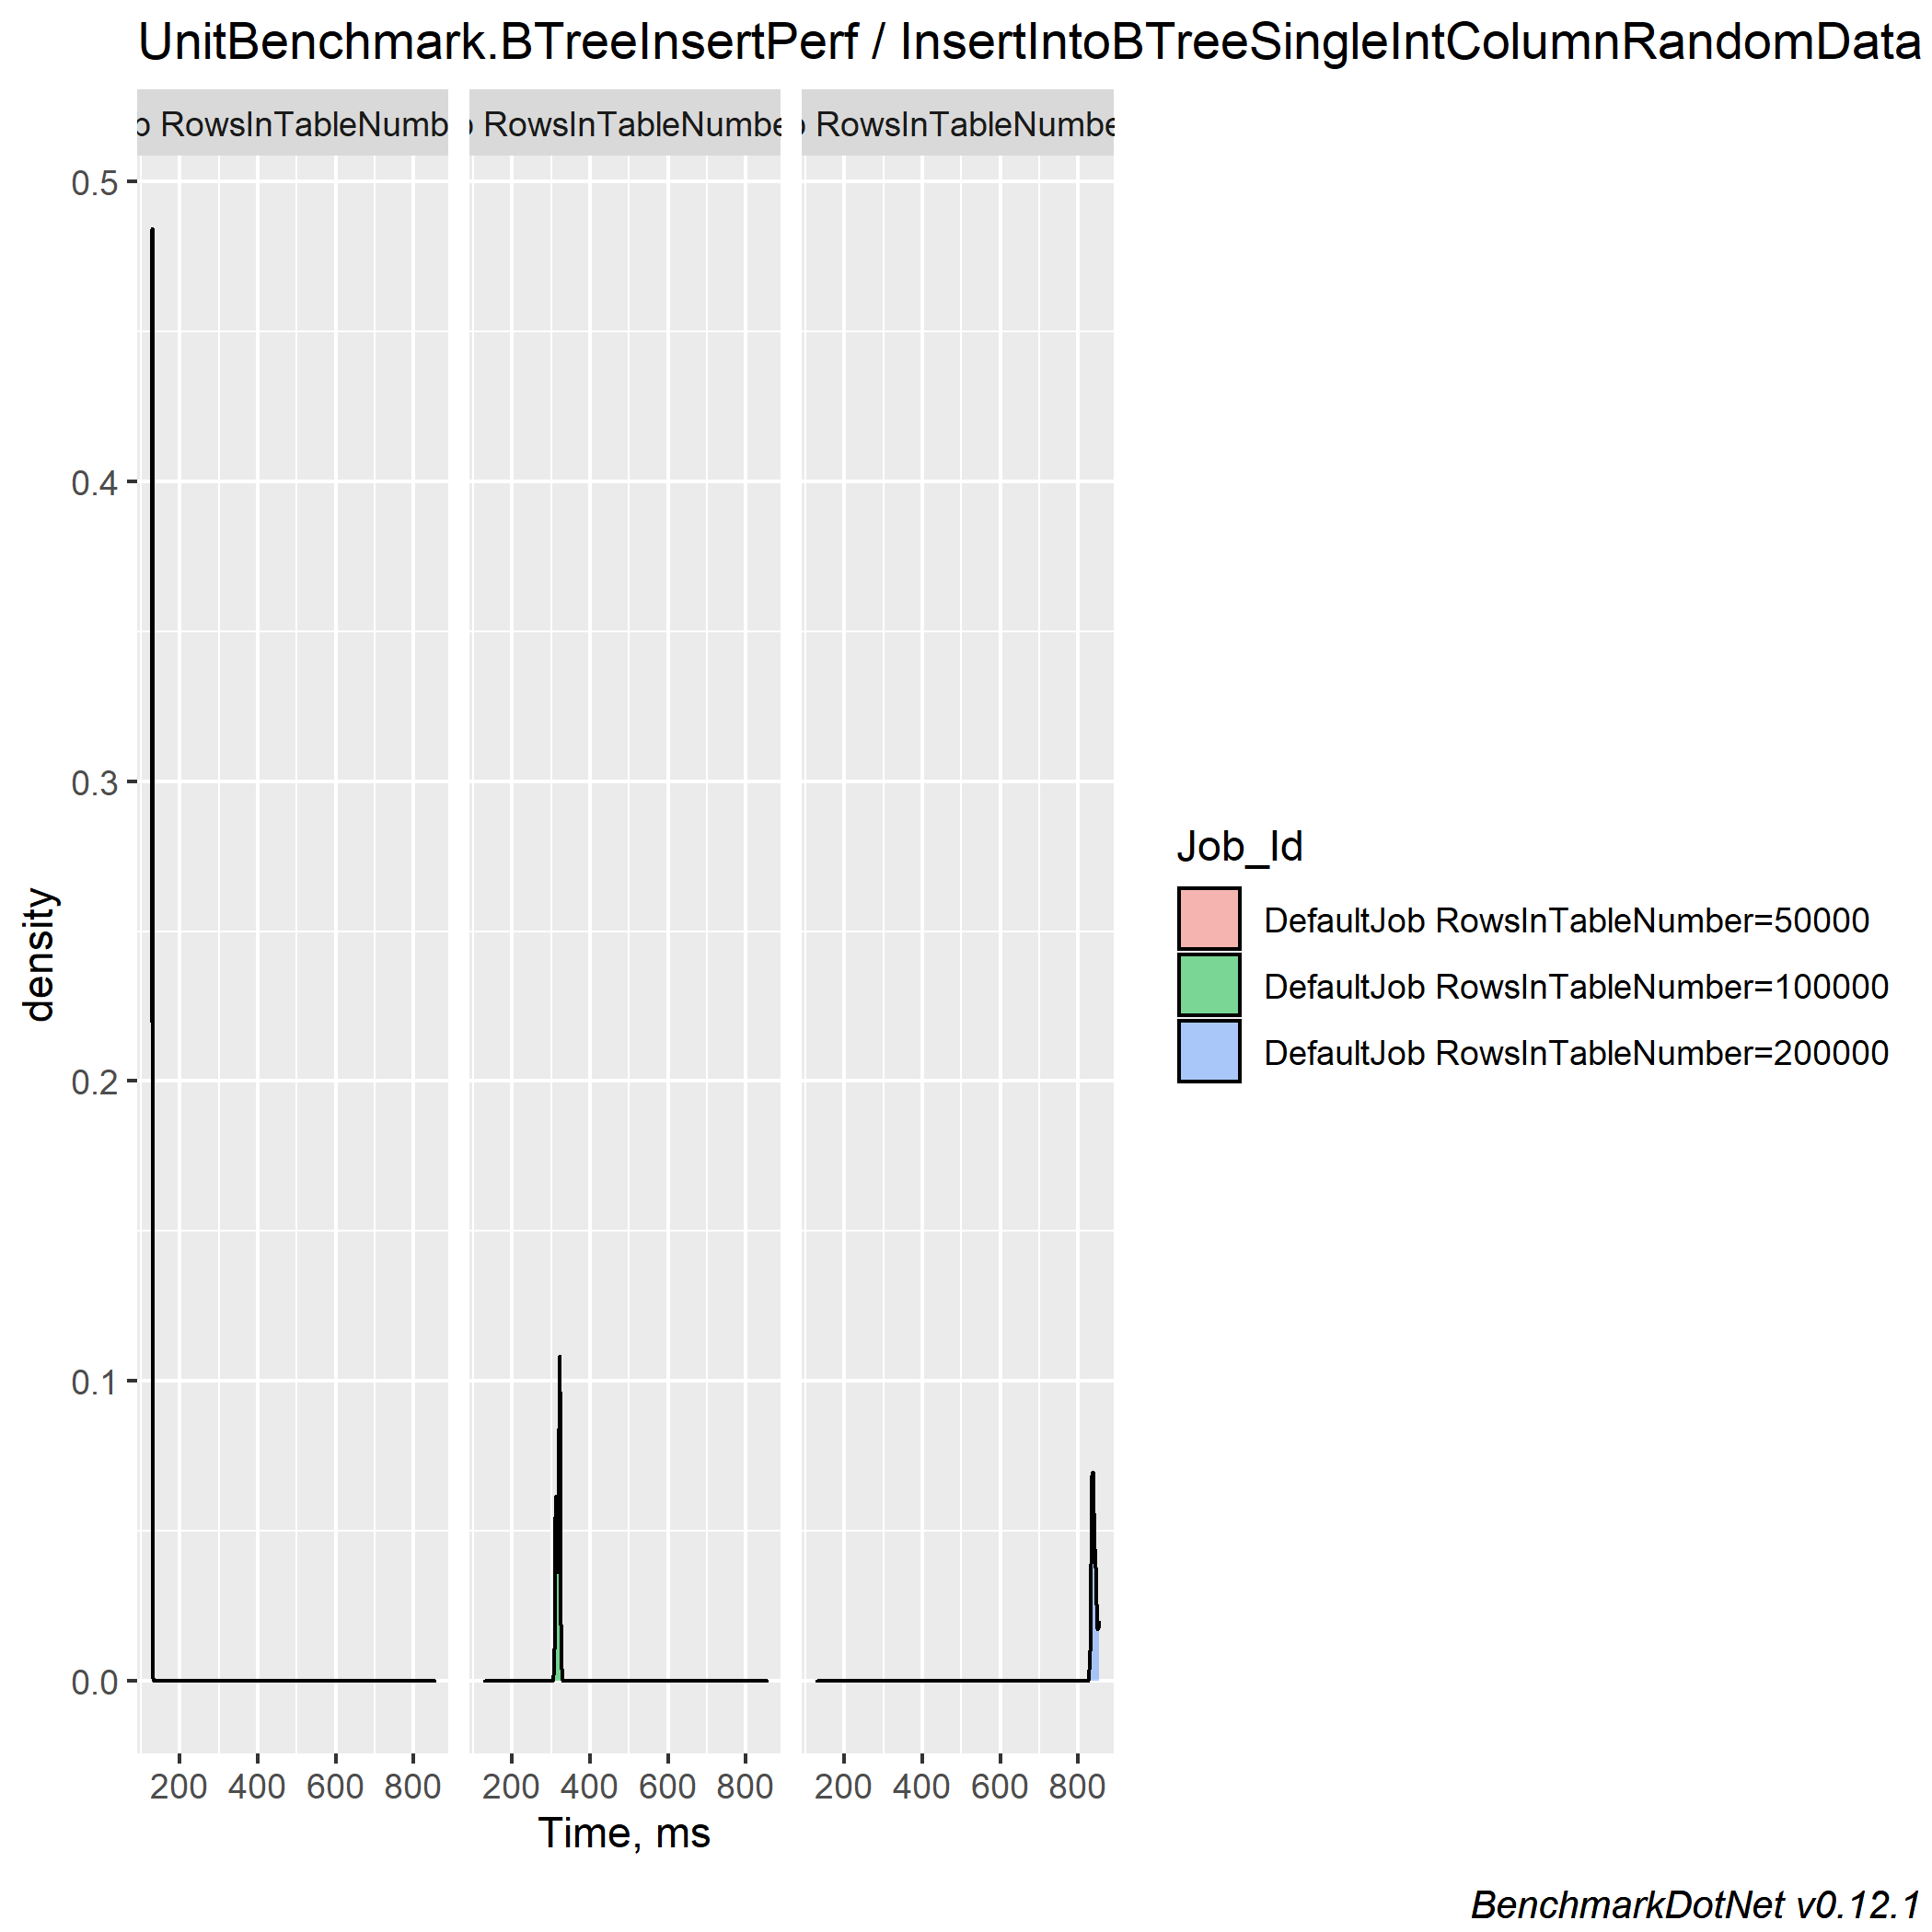 UnitBenchmark.BTreeInsertPerf / InsertIntoBTreeSingleIntColumnRandomData
RowsInTableNumb RowsInTableNumbe RowsInTableNumbe
0.5
0.4
0.3
0.2
0.1
0.0
density
200 400 600 800 200 400 600 800 200 400 600 800
Time, ms
Job_Id
DefaultJob RowsInTableNumber=50000
DefaultJob RowsInTableNumber=100000
DefaultJob RowsInTableNumber=200000
BenchmarkDotNet v0.12.1